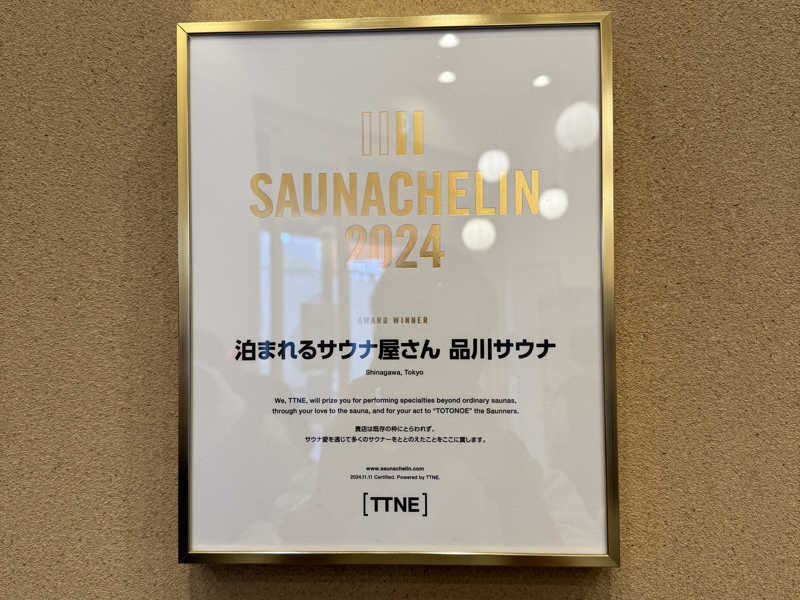 SAUNACHELIN
2024
AWARD WINNER
泊まれるサウナ屋さん 品川サウナ
Shinagawa, Tokyo
We, TTNE, will prize you for performing specialties beyond ordinary saunas,
through your love to the sauna, and for your act to "TOTONOE" the Saunners.
貴店は既存の枠にとらわれず、
サウナ愛を通じて多くのサウナーをととのえたことをここに賞します。
www.saunachelin.com
2024.11.11 Certified. Powered by TTNE.
[TTNE]